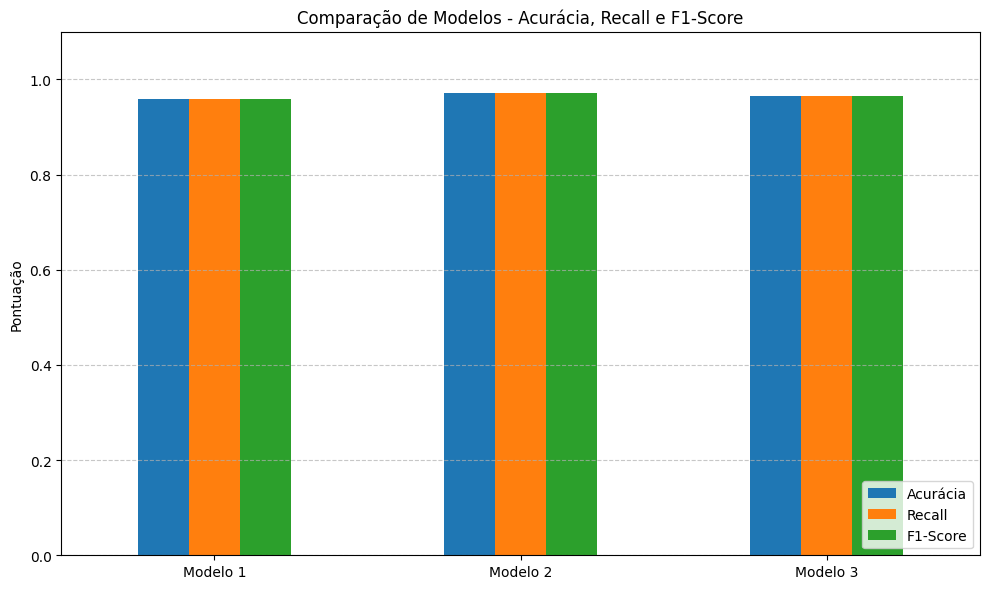 Comparação de Modelos - Acurácia, Recall e F1-Score
Pontuação
1.0
0.8
0.6
0.4
0.2
0.0
Modelo 1
Modelo 2
Modelo 3
Acurácia
Recall
F1-Score